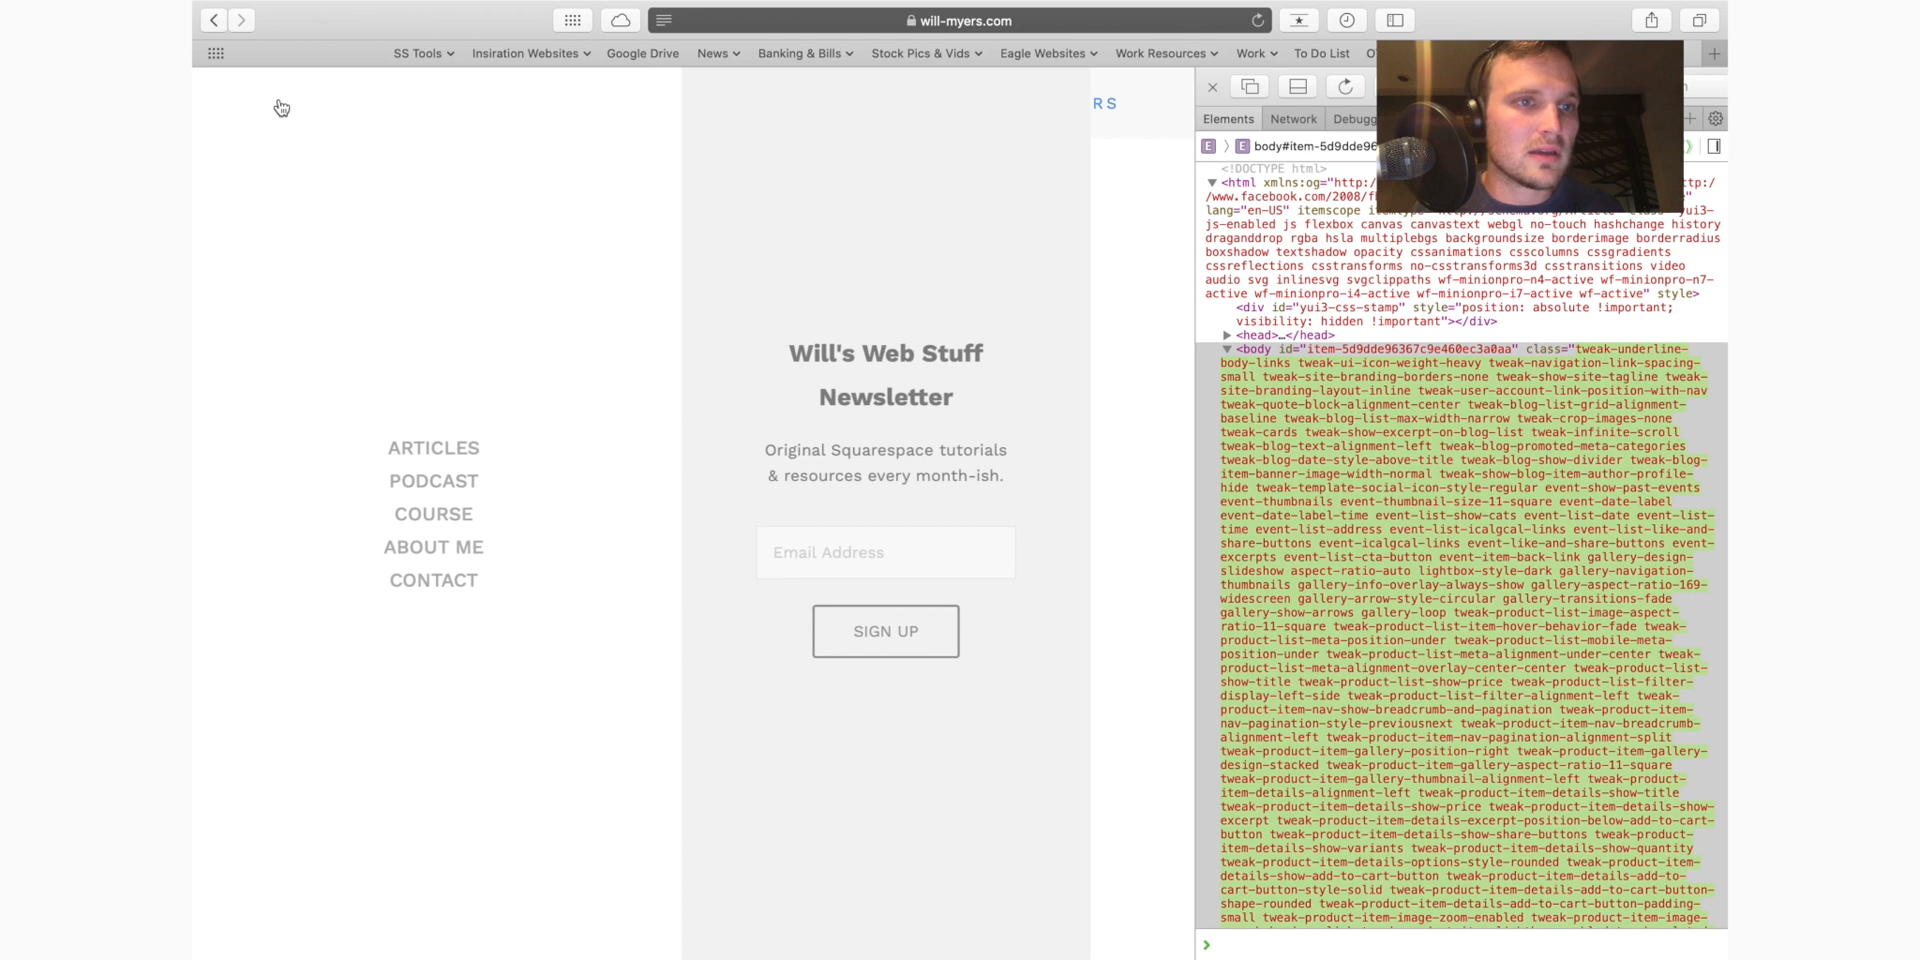 will-myers.com
SS Tools Insiration Websites Google Drive News Banking & Bills Stock Pics & Vids Eagle Websites Work Resources Work To Do List
RS
ARTICLES
PODCAST
COURSE
ABOUT ME
CONTACT
Will's Web Stuff
Newsletter
Original Squarespace tutorials
& resources every month-ish.
Email Address
SIGN UP
Elements Network Debugg
E E body#item-5d9dde96
<!DOCTYPE html>
<html xmlns:og="http: ttp:/
/www.facebook.com/2008/f
lang="en-US" itemscope yui3-
js-enabled js flexbox canvas canvastext webgl no-touch hashchange history
draganddrop rgba hsla multiplebgs backgroundsize borderimage borderradius
boxshadow textshadow opacity cssanimations csscolumns cssgradients
cssreflections csstransforms no-csstransforms3d csstransitions video
audio svg inlinesvg svgclippaths wf-minionpro-n4-active wf-minionpro-n7-
active wf-minionpro-i4-active wf-minionpro-i7-active wf-active" style>
<div id="yui3-css-stamp" style="position: absolute !important;
visibility: hidden !important"></div>
<head>…</head>
<body id="item-5d9dde96367c9e460ec3a0aa" class="tweak-underline-
body-links tweak-ui-icon-weight-heavy tweak-navigation-link-spacing-
small tweak-site-branding-borders-none tweak-show-site-tagline tweak-
site-branding-layout-inline tweak-user-account-link-position-with-nav
tweak-quote-block-alignment-center tweak-blog-list-grid-alignment-
baseline tweak-blog-list-max-width-narrow tweak-crop-images-none
tweak-cards tweak-show-excerpt-on-blog-list tweak-infinite-scroll
tweak-blog-text-alignment-left tweak-blog-promoted-meta-categories
tweak-blog-date-style-above-title tweak-blog-show-divider tweak-blog-
item-banner-image-width-normal tweak-show-blog-item-author-profile-
hide tweak-template-social-icon-style-regular event-show-past-events
event-thumbnails event-thumbnail-size-11-square event-date-label
event-date-label-time event-list-show-cats event-list-date event-list-
time event-list-address event-list-icalgcal-links event-list-like-and-
share-buttons event-icalgcal-links event-like-and-share-buttons event-
excerpts event-list-cta-button event-item-back-link gallery-design-
slideshow aspect-ratio-auto lightbox-style-dark gallery-navigation-
thumbnails gallery-info-overlay-always-show gallery-aspect-ratio-169-
widescreen gallery-arrow-style-circular gallery-transitions-fade
gallery-show-arrows gallery-loop tweak-product-list-image-aspect-
ratio-11-square tweak-product-list-item-hover-behavior-fade tweak-
product-list-meta-position-under tweak-product-list-mobile-meta-
position-under tweak-product-list-meta-alignment-under-center tweak-
product-list-meta-alignment-overlay-center-center tweak-product-list-
show-title tweak-product-list-show-price tweak-product-list-filter-
display-left-side tweak-product-list-filter-alignment-left tweak-
product-item-nav-show-breadcrumb-and-pagination tweak-product-item-
nav-pagination-style-previousnext tweak-product-item-nav-breadcrumb-
alignment-left tweak-product-item-nav-pagination-alignment-split
tweak-product-item-gallery-position-right tweak-product-item-gallery-
design-stacked tweak-product-item-gallery-aspect-ratio-11-square
tweak-product-item-gallery-thumbnail-alignment-left tweak-product-
item-details-alignment-left tweak-product-item-details-show-title
tweak-product-item-details-show-price tweak-product-item-details-show-
excerpt tweak-product-item-details-excerpt-position-below-add-to-cart-
button tweak-product-item-details-show-share-buttons tweak-product-
item-details-show-variants tweak-product-item-details-show-quantity
tweak-product-item-details-options-style-rounded tweak-product-item-
details-show-add-to-cart-button tweak-product-item-details-add-to-
cart-button-style-solid tweak-product-item-details-add-to-cart-button-
shape-rounded tweak-product-item-details-add-to-cart-button-padding-
small tweak-product-item-image-zoom-enabled tweak-product-item-image-